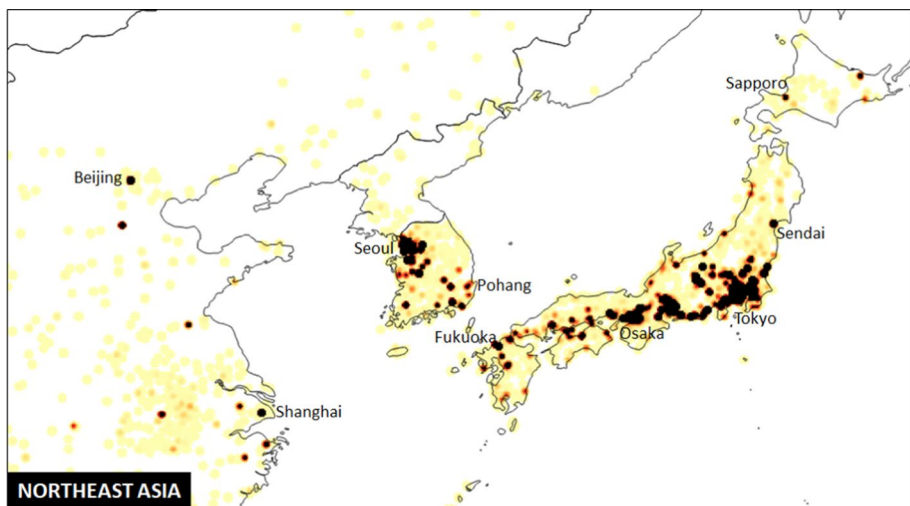 Sapporo
Beijing
Sendai
Seoul
Pohang
Tokyo
Osaka
Fukuoka
Shanghai
NORTHEAST ASIA